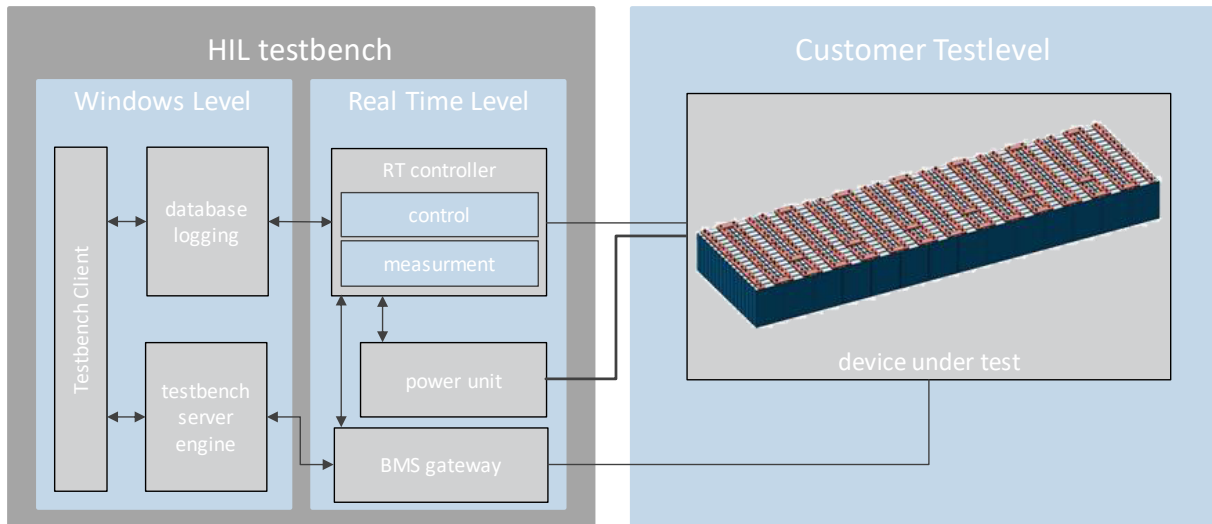 HIL testbench
Windows Level
Testbench Client
database
logging
testbench
server
engine
Real Time Level
RT controller
control
measurment
power unit
BMS gateway
Customer Testlevel
device under test